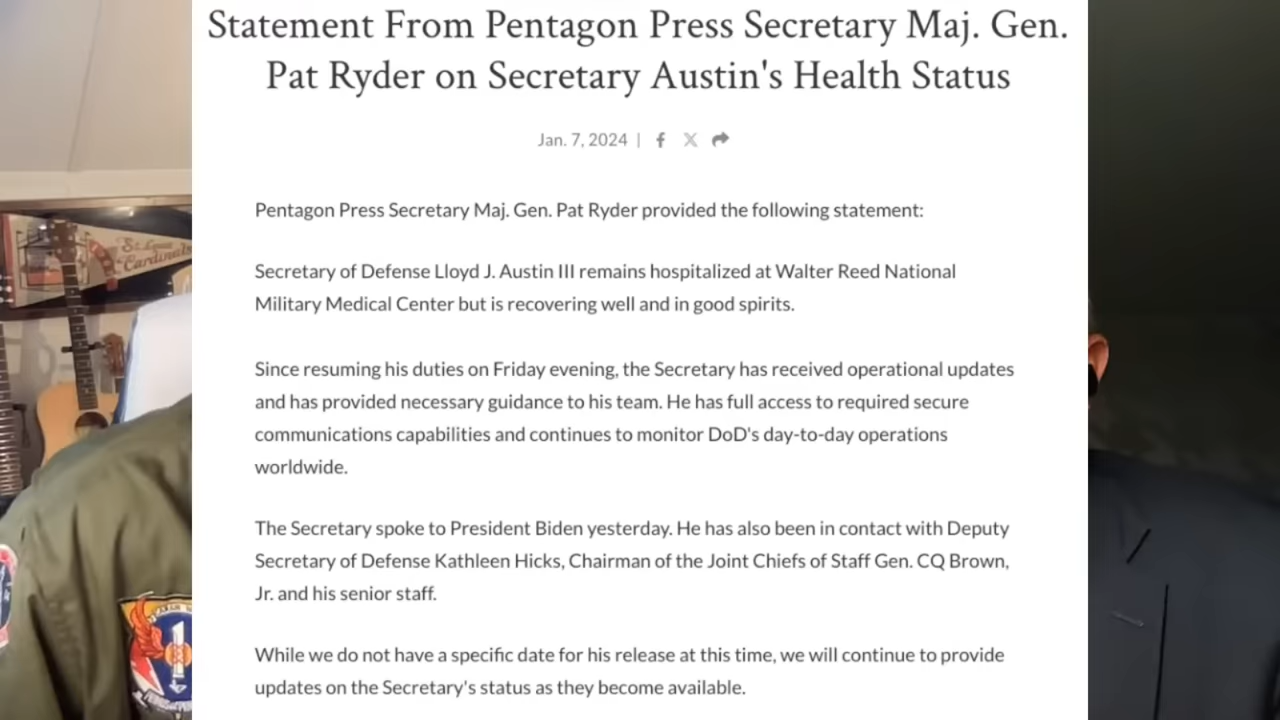 Statement From Pentagon Press Secretary Maj. Gen.
Pat Ryder on Secretary Austin's Health Status
Jan. 7, 2024 |
Pentagon Press Secretary Maj. Gen. Pat Ryder provided the following statement:
Secretary of Defense Lloyd J. Austin III remains hospitalized at Walter Reed National
Military Medical Center but is recovering well and in good spirits.
Since resuming his duties on Friday evening, the Secretary has received operational updates
and has provided necessary guidance to his team. He has full access to required secure
communications capabilities and continues to monitor DoD's day-to-day operations
worldwide.
The Secretary spoke to President Biden yesterday. He has also been in contact with Deputy
Secretary of Defense Kathleen Hicks, Chairman of the Joint Chiefs of Staff Gen. CQ Brown,
Jr. and his senior staff.
While we do not have a specific date for his release at this time, we will continue to provide
updates on the Secretary's status as they become available.
St. Louis
Cardinals